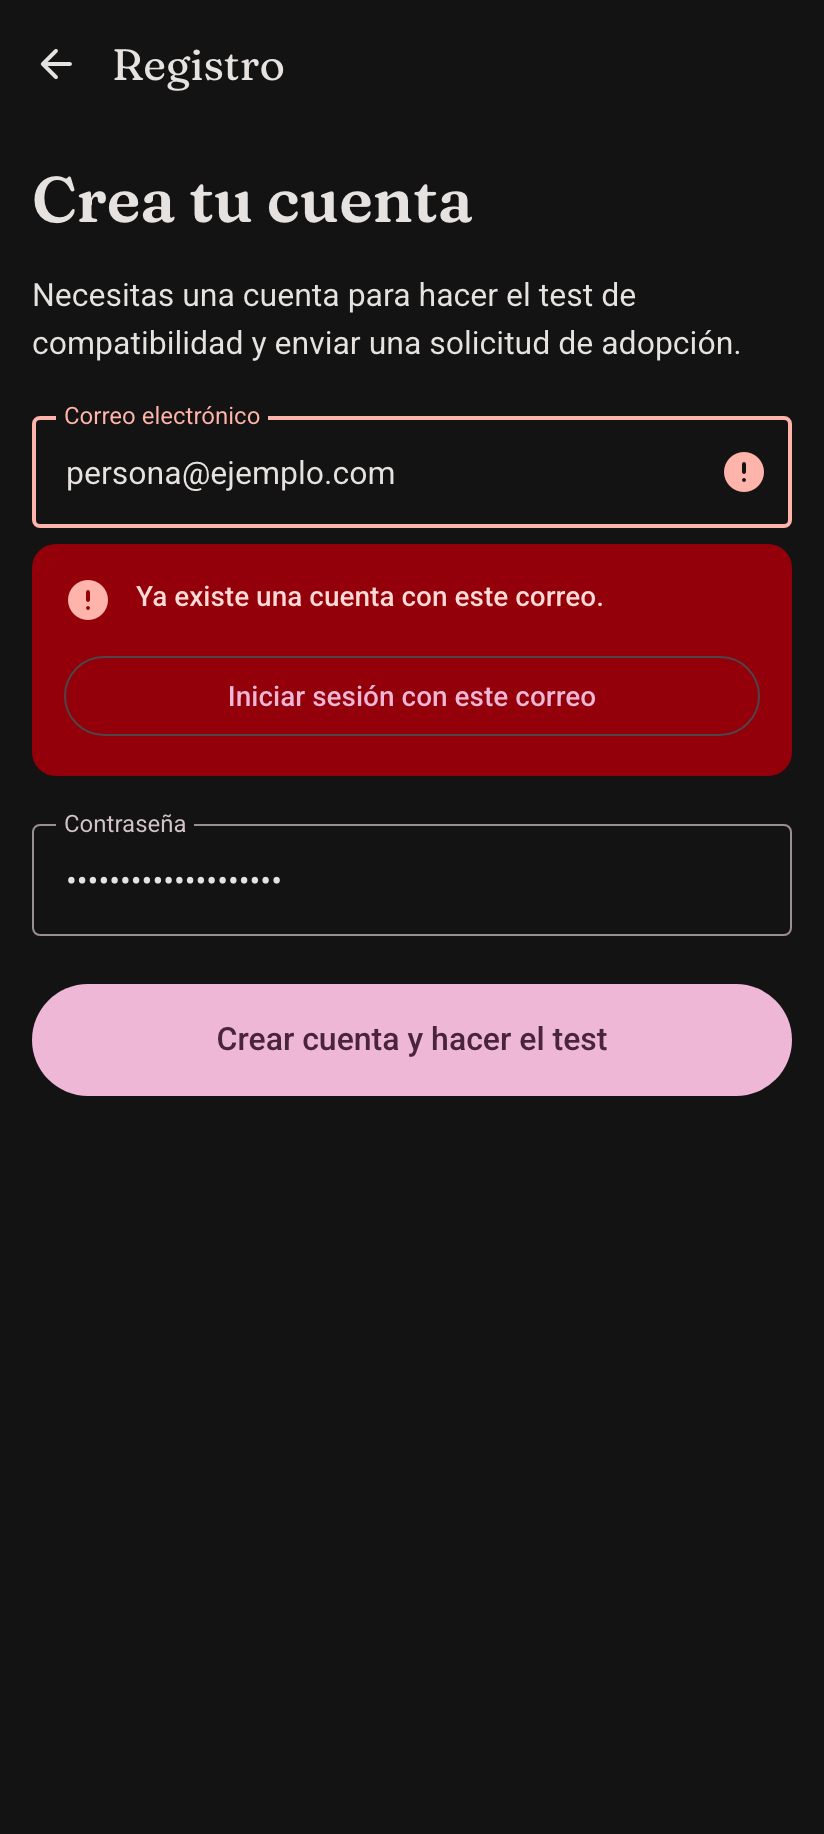 Registro
Crea tu cuenta
Necesitas una cuenta para hacer el test de
compatibilidad y enviar una solicitud de adopción.
Correo electrónico
persona@ejemplo.com
Ya existe una cuenta con este correo.
Iniciar sesión con este correo
Contraseña
••••••••••••••••••••
Crear cuenta y hacer el test